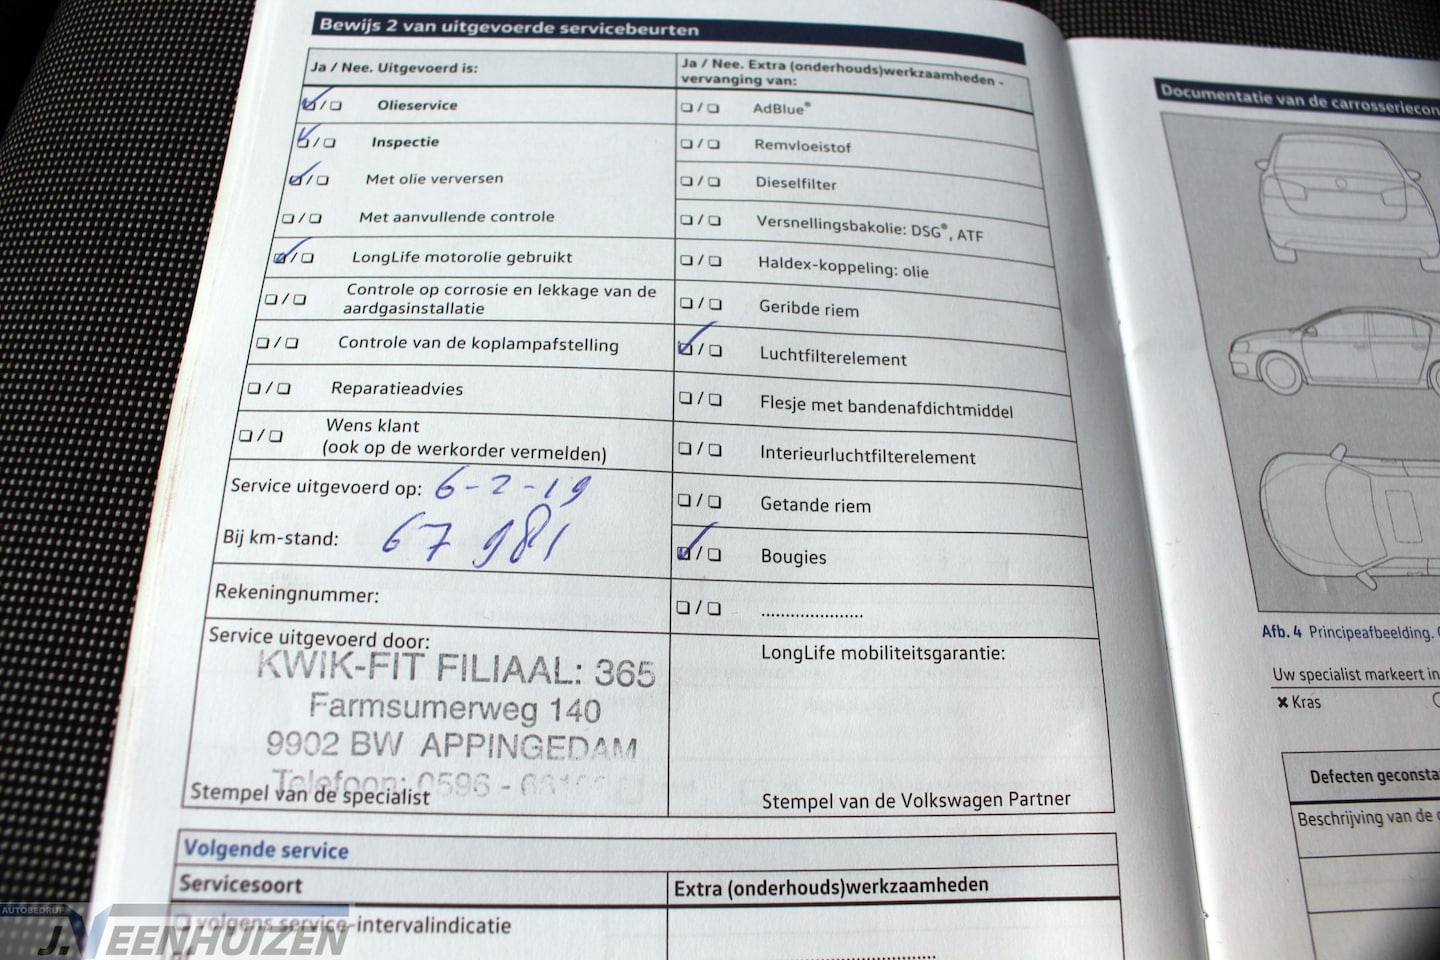 Bewijs 2 van uitgevoerde servicebeurten
Ja / Nee. Uitgevoerd is:
Olieservice
Inspectie
Met olie verversen
Met aanvullende controle
LongLife motorolie gebruikt
Controle op corrosie en lekkage van de
aardgasinstallatie
Controle van de koplampafstelling
Reparatieadvies
Wens klant
(ook op de werkorder vermelden)
Service uitgevoerd op: 6-2-19
Bij km-stand: 67 981
Rekeningnummer:
Service uitgevoerd door:
KWIK-FIT FILIAAL: 365
Farmsumerweg 140
9902 BW APPINGEDAM
Telefoon: 0596 -
Stempel van de specialist
Ja / Nee. Extra (onderhouds)werkzaamheden -
vervanging van:
AdBlue®
Remvloeistof
Dieselfilter
Versnellingsbakolie: DSG®, ATF
Haldex-koppeling: olie
Geribde riem
Luchtfilterelement
Flesje met bandenafdichtmiddel
Interieurluchtfilterelement
Getande riem
Bougies
.....................
LongLife mobiliteitsgarantie:
Stempel van de Volkswagen Partner
Volgende service
Servicesoort
Extra (onderhouds)werkzaamheden
volgens service-intervalindicatie
Documentatie van de carrosseriecon
Afb. 4 Principeafbeelding.
Uw specialist markeert in
✖ Kras
Defecten geconsta
Beschrijving van de
AUTOBEDRIJF
J. VEENHUIZEN